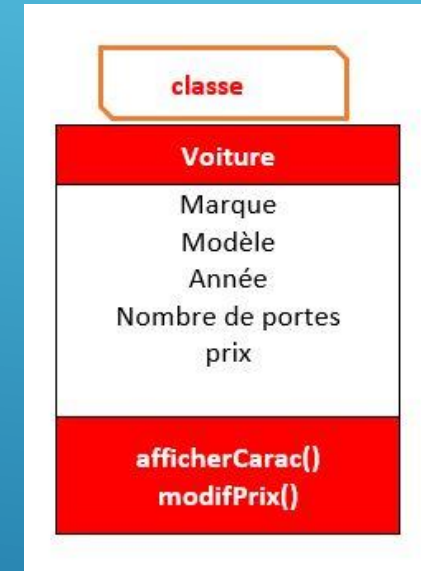 classe
Voiture
Marque
Modèle
Année
Nombre de portes
prix
afficherCarac()
modifPrix()